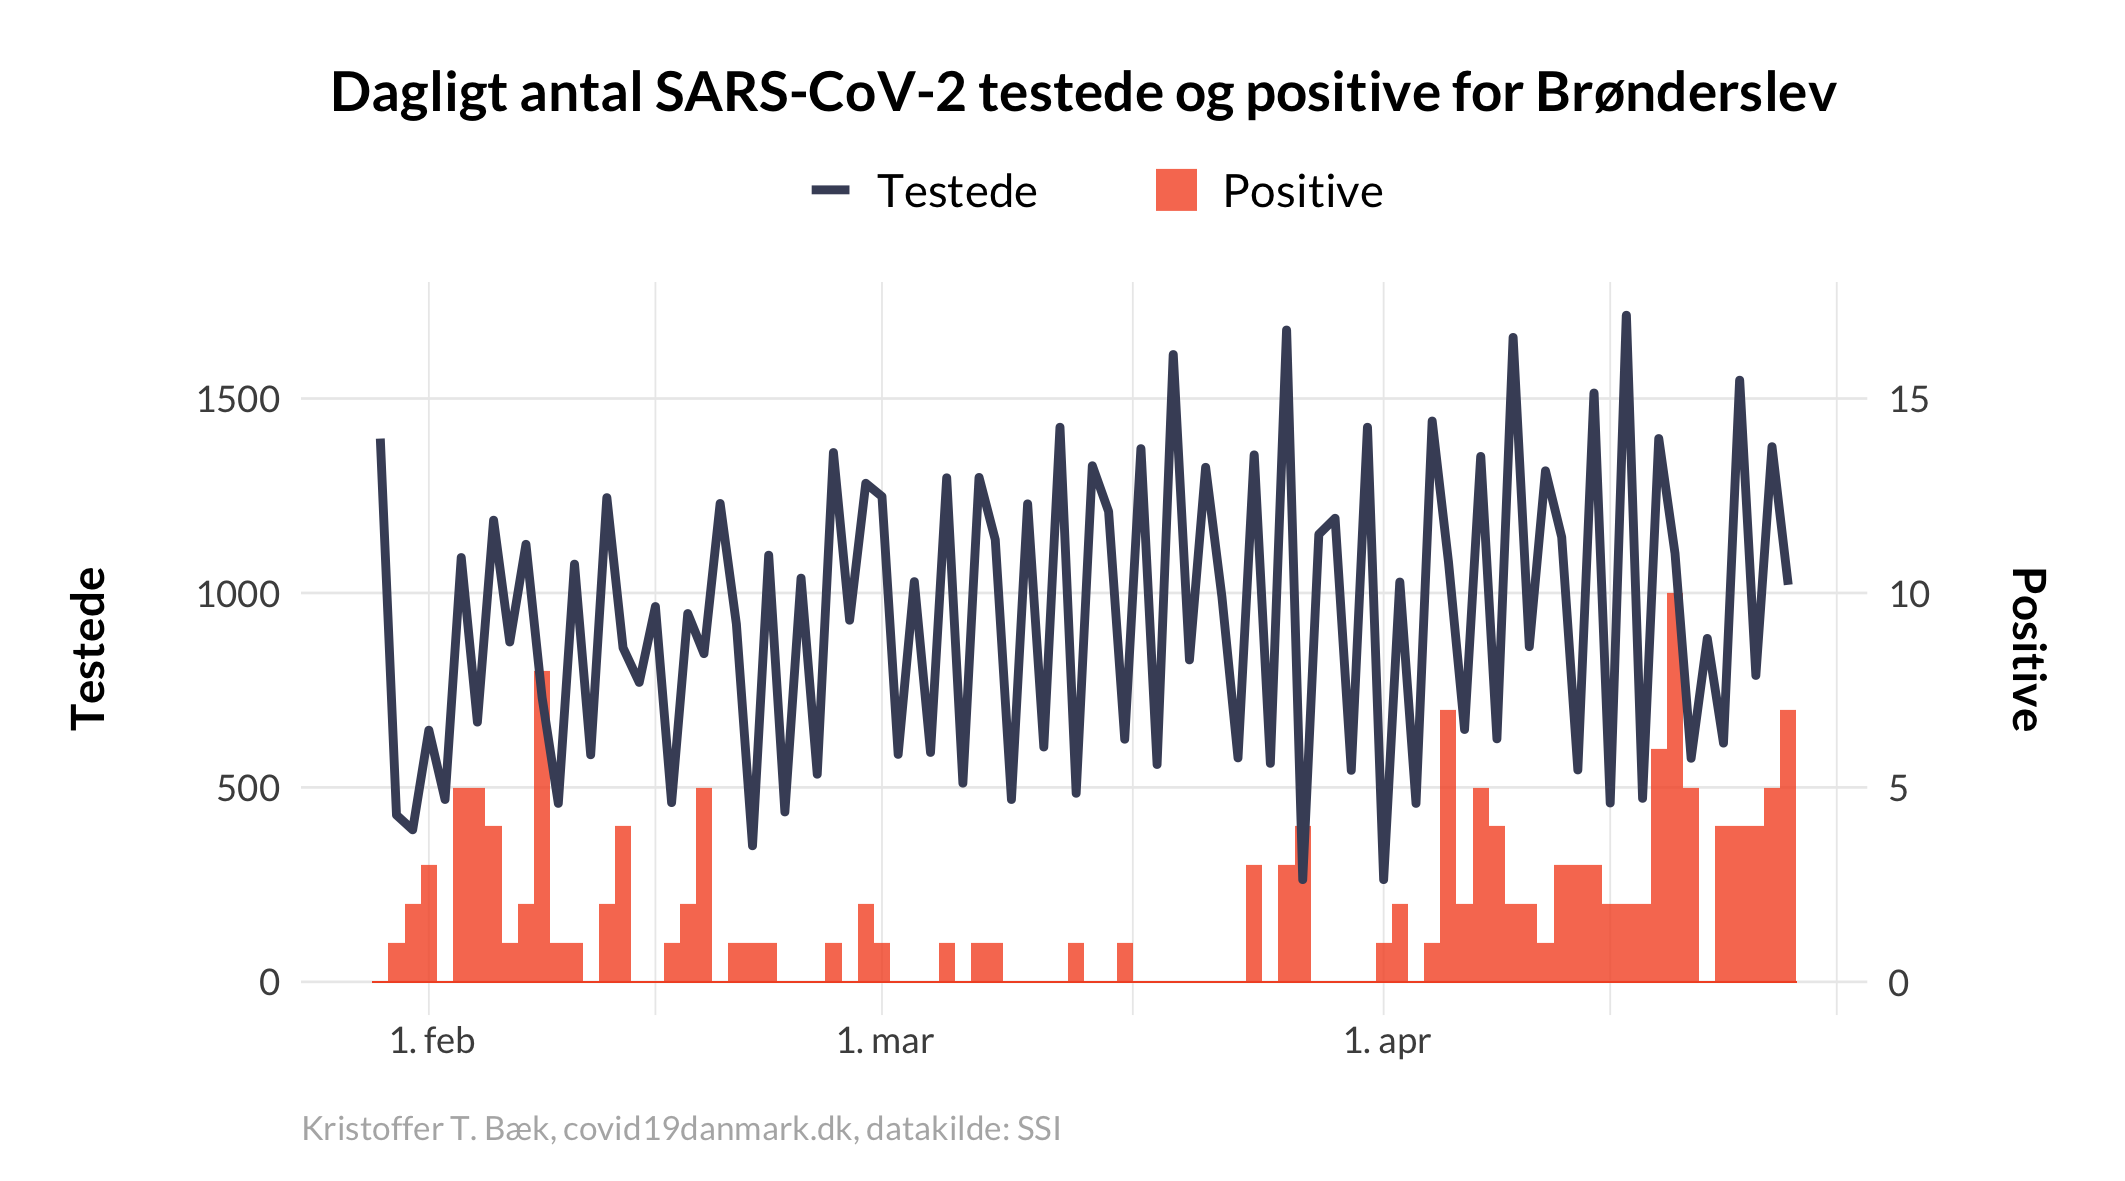 Dagligt antal SARS-CoV-2 testede og positive for Brønderslev
Testede Positive
Testede
1500
1000
500
0
15
10
5
0
Positive
1. feb 1. mar 1. apr
Kristoffer T. Bæk, covid19danmark.dk, datakilde: SSI